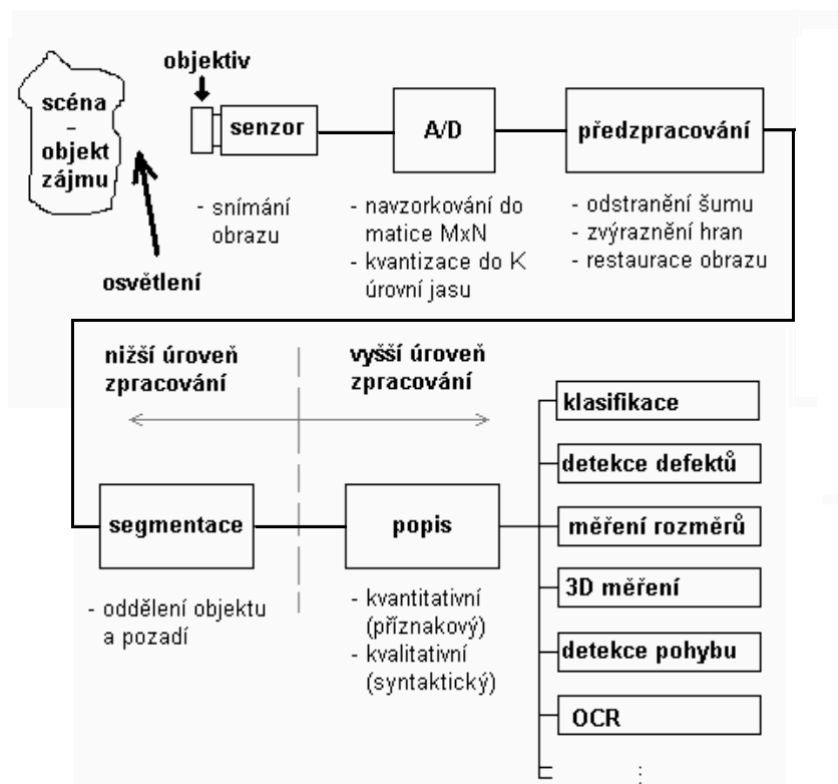 objektiv
scéna
–
objekt
zájmu
senzor
A/D
předzpracování
- snímání
obrazu
- navzorkování do
matice MxN
- kvantizace do K
úrovní jasu
- odstranění šumu
- zvýraznění hran
- restaurace obrazu
osvětlení
nižší úroveň
zpracování
vyšší úroveň
zpracování
segmentace
- oddělení objektu
a pozadí
popis
- kvantitativní
(příznakový)
- kvalitativní
(syntaktický)
klasifikace
detekce defektů
měření rozměrů
3D měření
detekce pohybu
OCR
⋮